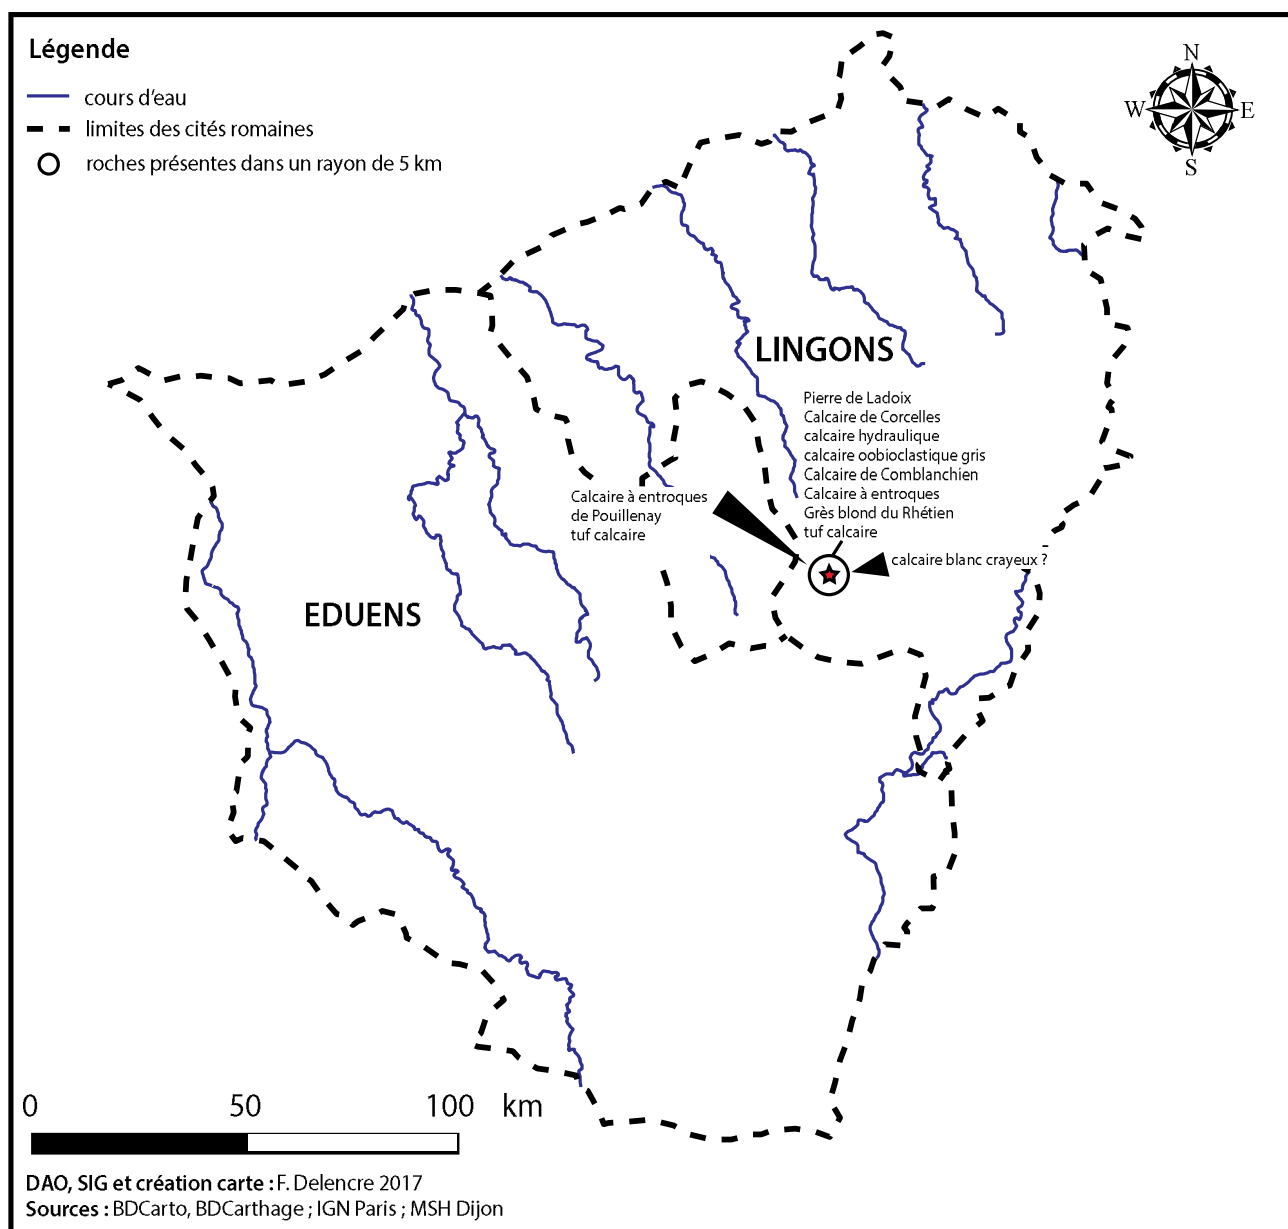 Légende
cours d'eau
limites des cités romaines
roches présentes dans un rayon de 5 km
N
W
E
S
LINGONS
Pierre de Ladoix
Calcaire de Corcelles
calcaire hydraulique
calcaire oobioclastique gris
Calcaire de Comblanchien
Calcaire à entroques
Grès blond du Rhétien
tuf calcaire
Calcaire à entroques
de Pouillenay
tuf calcaire
calcaire blanc crayeux ?
EDUENS
0 50 100 km
DAO, SIG et création carte : F. Delencre 2017
Sources : BDCarto, BDCarthage ; IGN Paris ; MSH Dijon